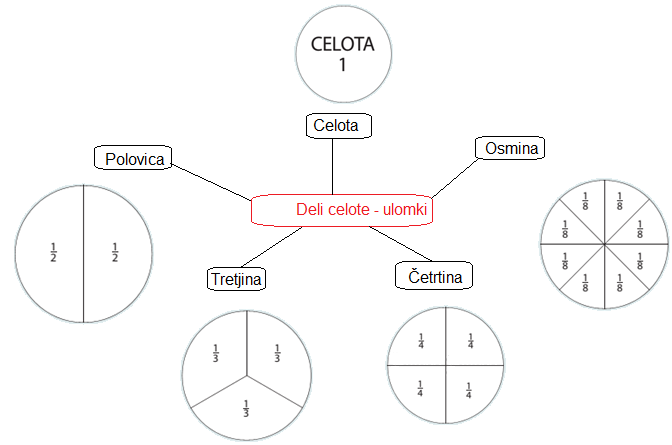 CELOTA
1
Celota
Polovica
Osmina
Deli celote - ulomki
Tretjina
Četrtina
1/2 1/2
1/3 1/3
1/3
1/4 1/4
1/4 1/4
1/8 1/8
1/8 1/8
1/8 1/8
1/8 1/8